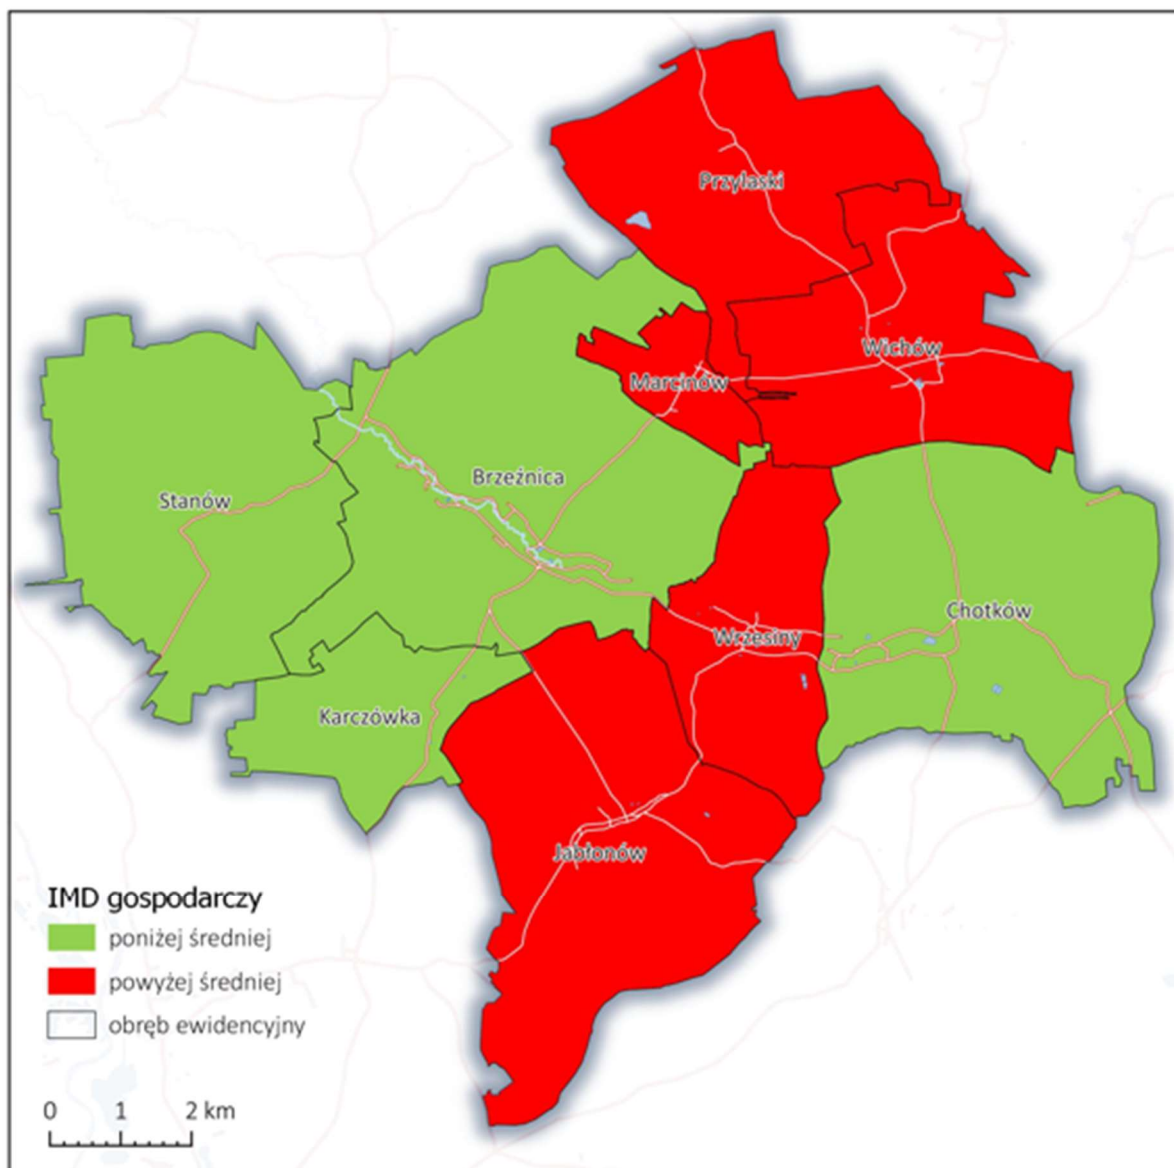 Przylaski
Wichów
Marcinów
Brzeźnica
Stanów
Chotków
Wrzesiny
Karczówka
Jabłonów
IMD gospodarczy
poniżej średniej
powyżej średniej
obręb ewidencyjny
0 1 2 km